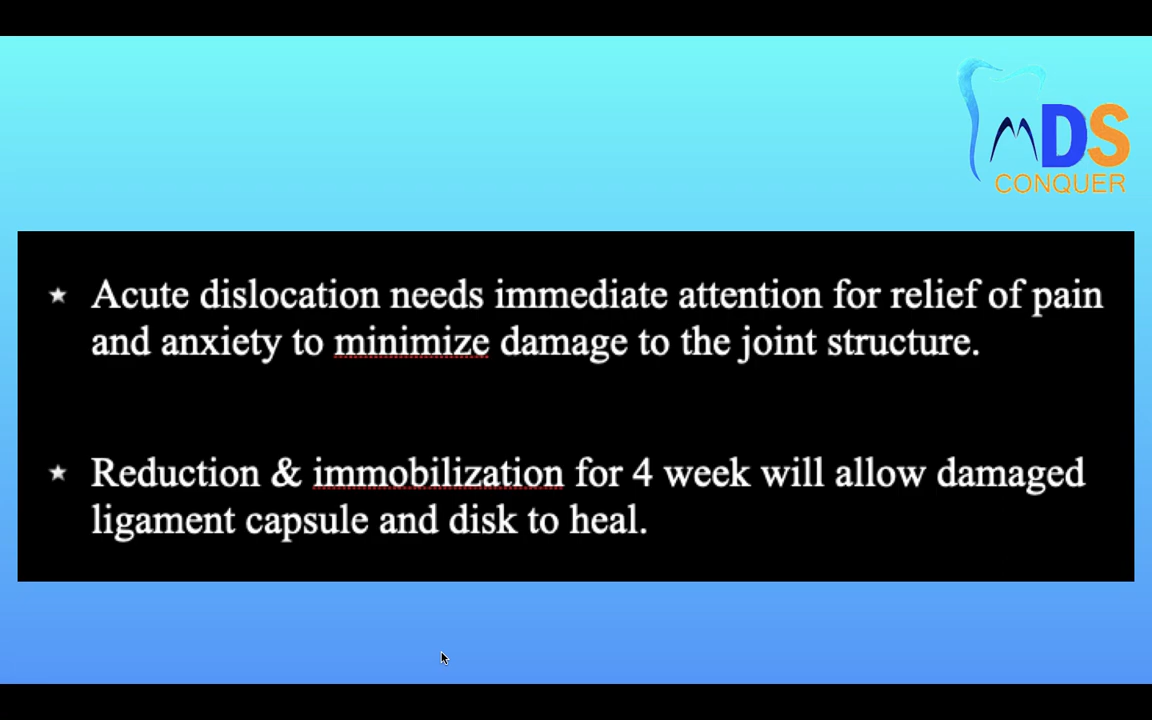 MDS
CONQUER
★ Acute dislocation needs immediate attention for relief of pain
and anxiety to minimize damage to the joint structure.
★ Reduction & immobilization for 4 week will allow damaged
ligament capsule and disk to heal.